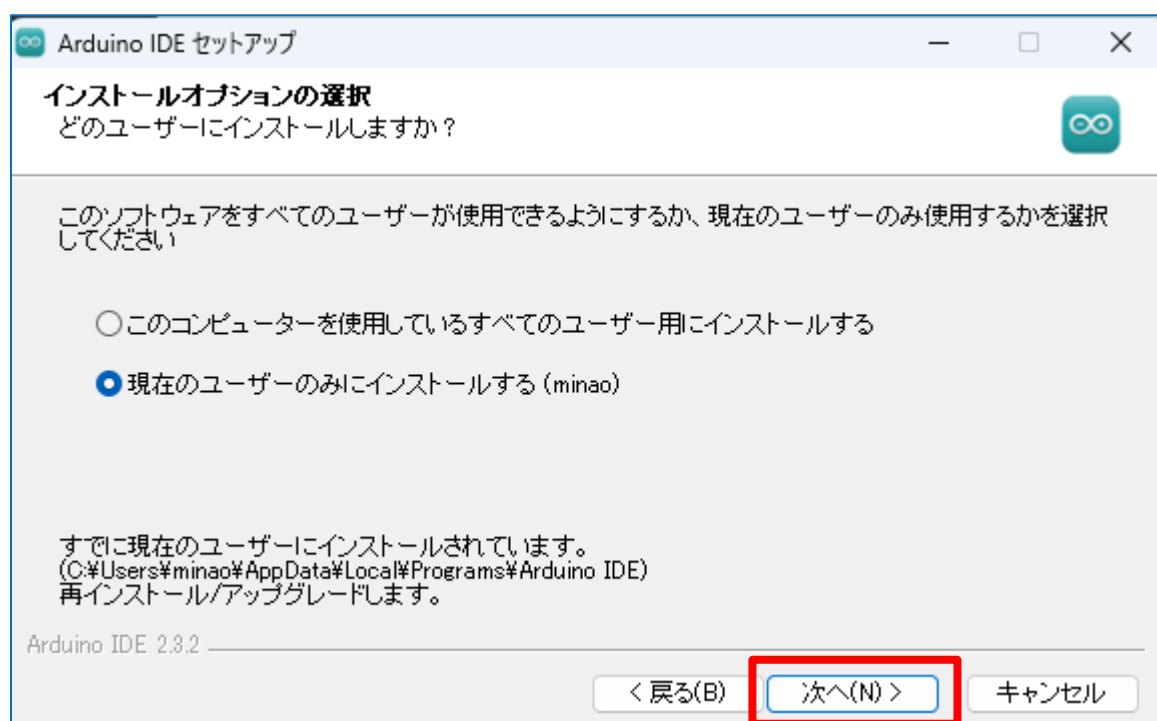 Arduino IDE セットアップ
インストールオプションの選択
どのユーザーにインストールしますか？
このソフトウェアをすべてのユーザーが使用できるようにするか、現在のユーザーのみ使用するかを選択
してください
このコンピューターを使用しているすべてのユーザー用にインストールする
現在のユーザーのみにインストールする (minao)
すでに現在のユーザーにインストールされています。
(C:¥Users¥minao¥AppData¥Local¥Programs¥Arduino IDE)
再インストール/アップグレードします。
Arduino IDE 2.3.2
< 戻る(B) 次へ(N) > キャンセル